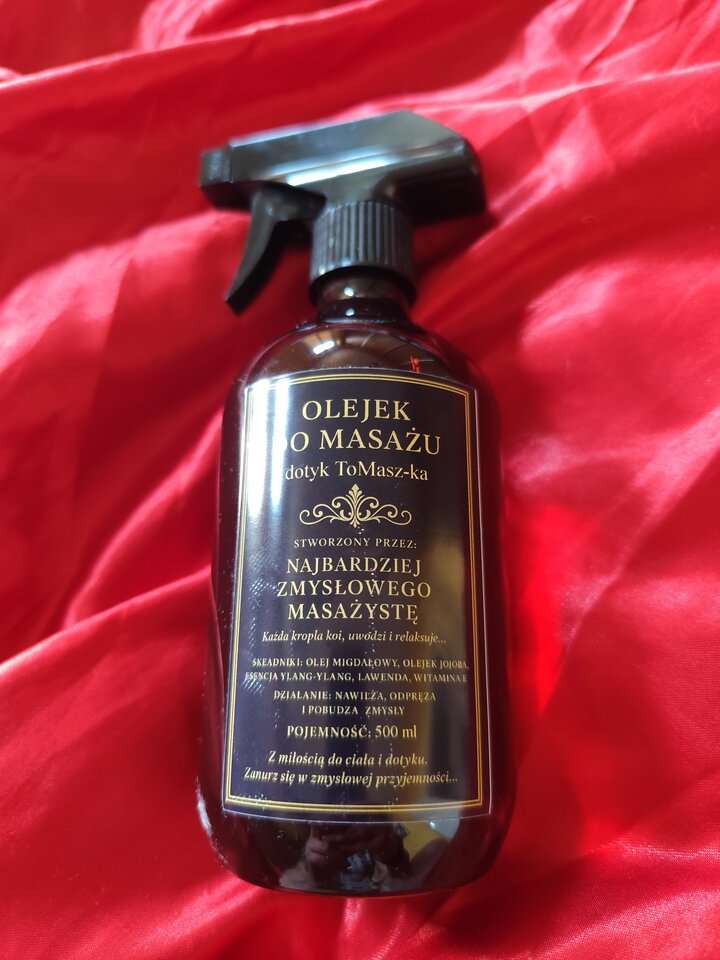 OLEJEK
DO MASAŻU
dotyk ToMasz-ka
STWORZONY PRZEZ:
NAJBARDZIEJ
ZMYSŁOWEGO
MASAŻYSTĘ
Każda kropla koi, uwodzi i relaksuje...
SKŁADNIKI: OLEJ MIGDAŁOWY, OLEJEK JOJOBA,
ESENCJA YLANG-YLANG, LAWENDA, WITAMINA E
DZIAŁANIE: NAWILŻA, ODPRĘŻA
I POBUDZA ZMYSŁY
POJEMNOŚĆ: 500 ml
Z miłością do ciała i dotyku.
Zanurz się w zmysłowej przyjemności...